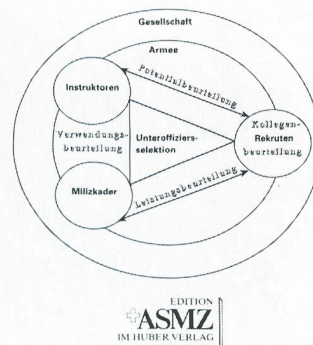 Gesellschaft
Armee
Instruktoren
Potentialbeurteilung
Kollegen-
Rekruten
beurteilung
Verwendungs-
beurteilung
Unteroffiziers-
selektion
Milizkader
Leistungsbeurteilung
EDITION
ASMZ
IM HUBER VERLAG